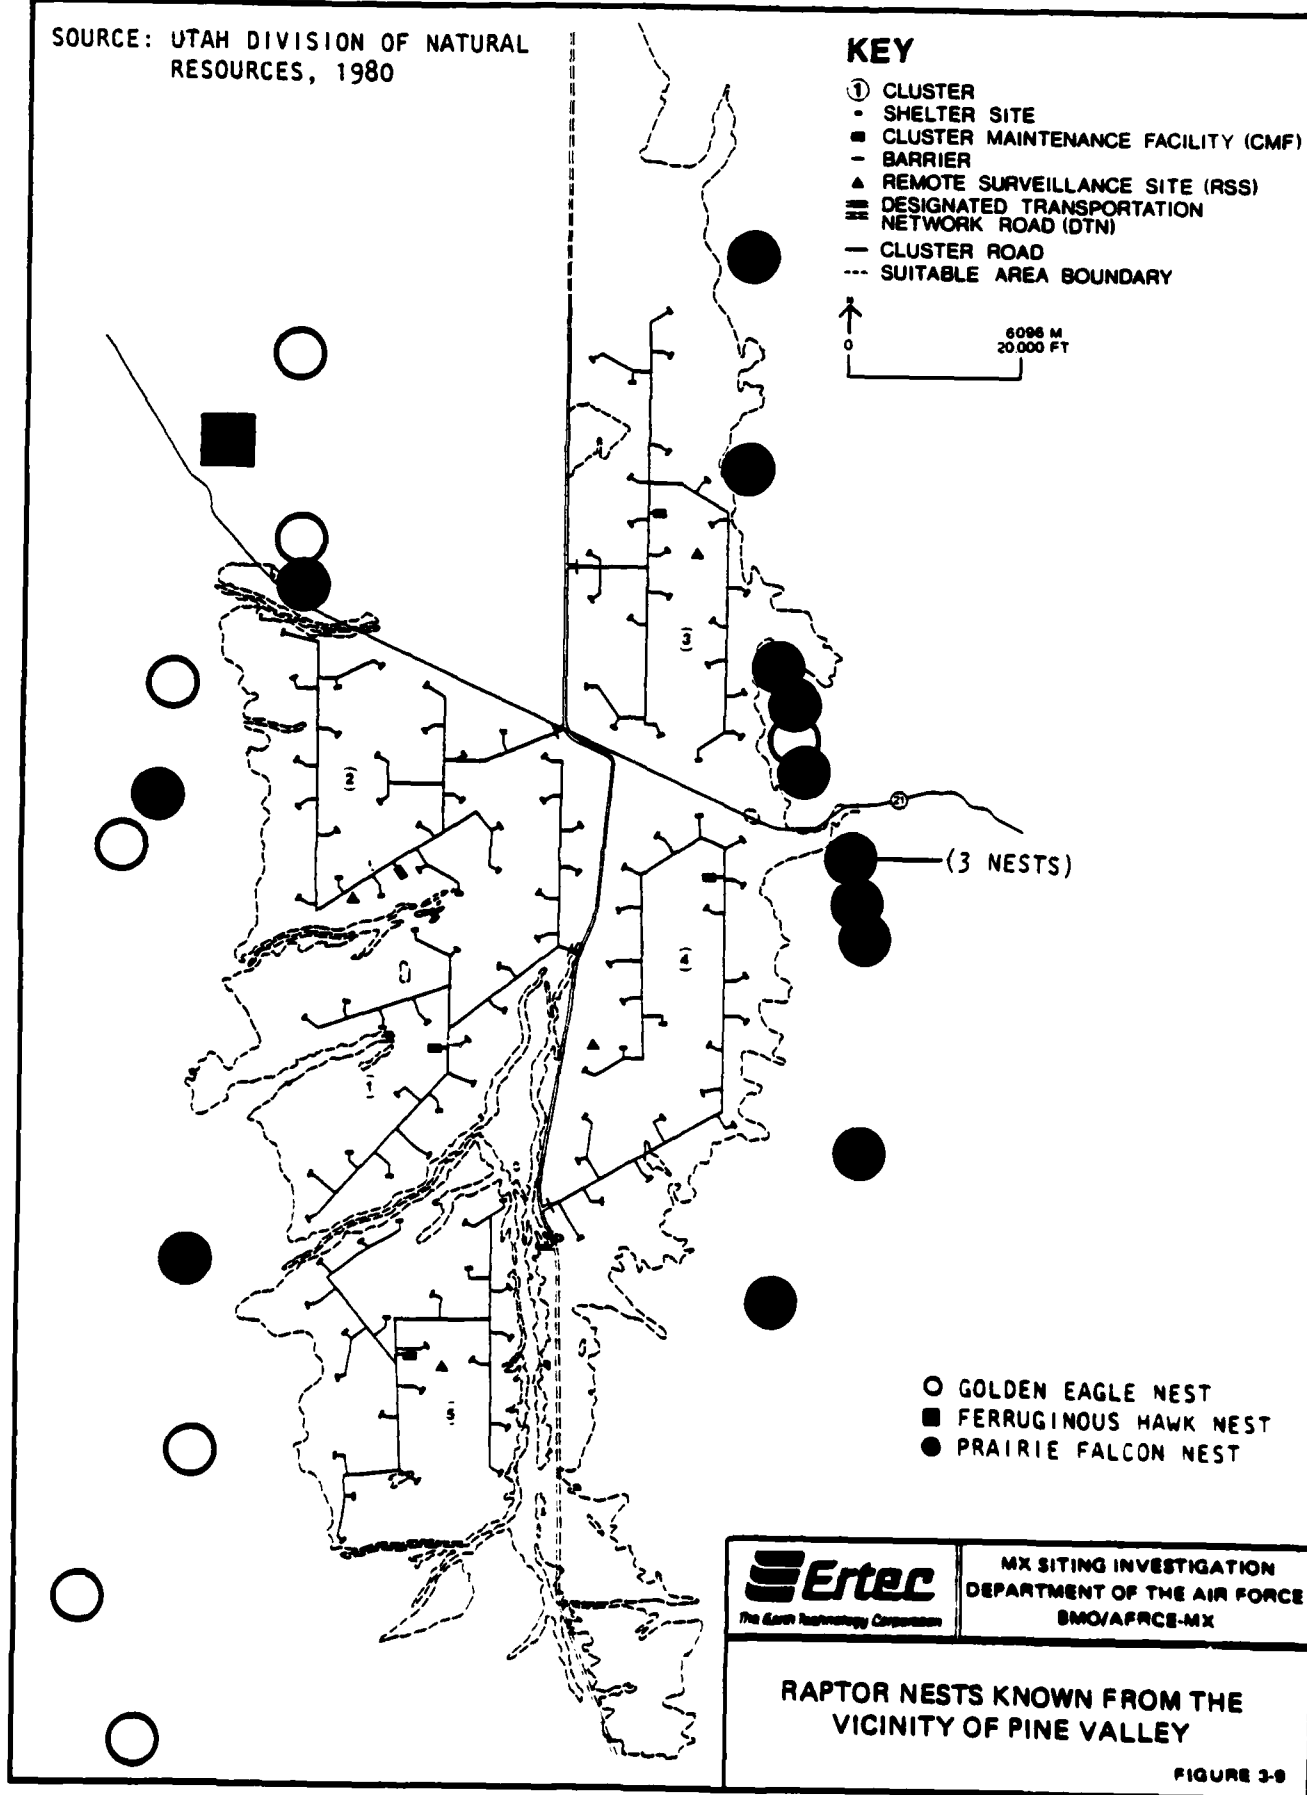 SOURCE: UTAH DIVISION OF NATURAL
RESOURCES, 1980
KEY
1 CLUSTER
SHELTER SITE
CLUSTER MAINTENANCE FACILITY (CMF)
BARRIER
REMOTE SURVEILLANCE SITE (RSS)
DESIGNATED TRANSPORTATION
NETWORK ROAD (DTN)
CLUSTER ROAD
SUITABLE AREA BOUNDARY
N
0
6096 M
20,000 FT
3
2
21
(3 NESTS)
4
1
5
GOLDEN EAGLE NEST
FERRUGINOUS HAWK NEST
PRAIRIE FALCON NEST
Ertec
The Earth Technology Corporation
MX SITING INVESTIGATION
DEPARTMENT OF THE AIR FORCE
BMO/AFRCE-MX
RAPTOR NESTS KNOWN FROM THE
VICINITY OF PINE VALLEY
FIGURE 3-9